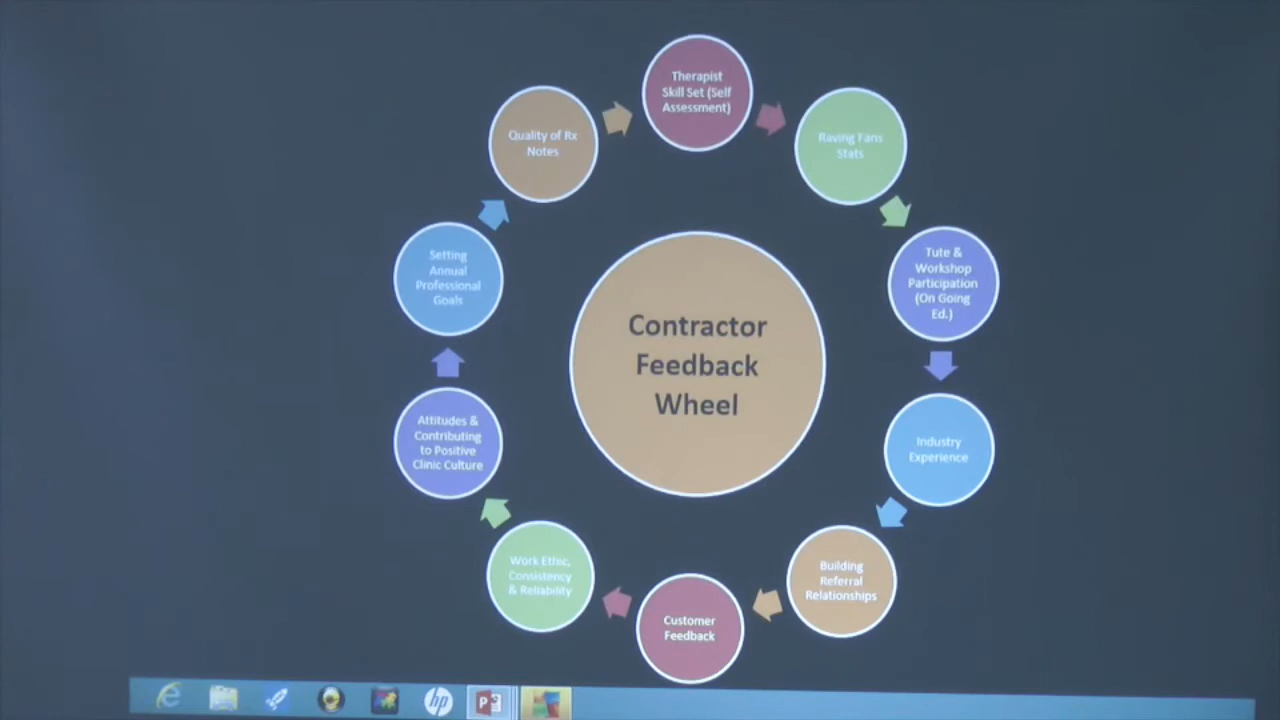 Therapist
Skill Set (Self
Assessment)
Raving Fans
Stats
Tute &
Workshop
Participation
(On Going
Ed.)
Industry
Experience
Building
Referral
Relationships
Customer
Feedback
Work Ethic,
Consistency
& Reliability
Attitudes &
Contributing
to Positive
Clinic Culture
Setting
Annual
Professional
Goals
Quality of Rx
Notes
Contractor
Feedback
Wheel
hp
P